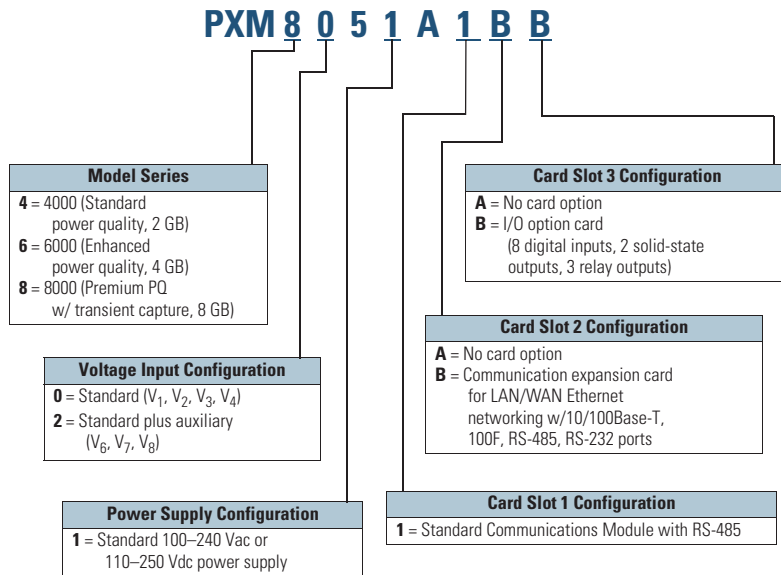 PXM 8 0 5 1 A 1 B B
Model Series
4 = 4000 (Standard
power quality, 2 GB)
6 = 6000 (Enhanced
power quality, 4 GB)
8 = 8000 (Premium PQ
w/ transient capture, 8 GB)
Voltage Input Configuration
0 = Standard (V₁, V₂, V₃, V₄)
2 = Standard plus auxiliary
(V₆, V₇, V₈)
Power Supply Configuration
1 = Standard 100–240 Vac or
110–250 Vdc power supply
Card Slot 3 Configuration
A = No card option
B = I/O option card
(8 digital inputs, 2 solid-state
outputs, 3 relay outputs)
Card Slot 2 Configuration
A = No card option
B = Communication expansion card
for LAN/WAN Ethernet
networking w/10/100Base-T,
100F, RS-485, RS-232 ports
Card Slot 1 Configuration
1 = Standard Communications Module with RS-485